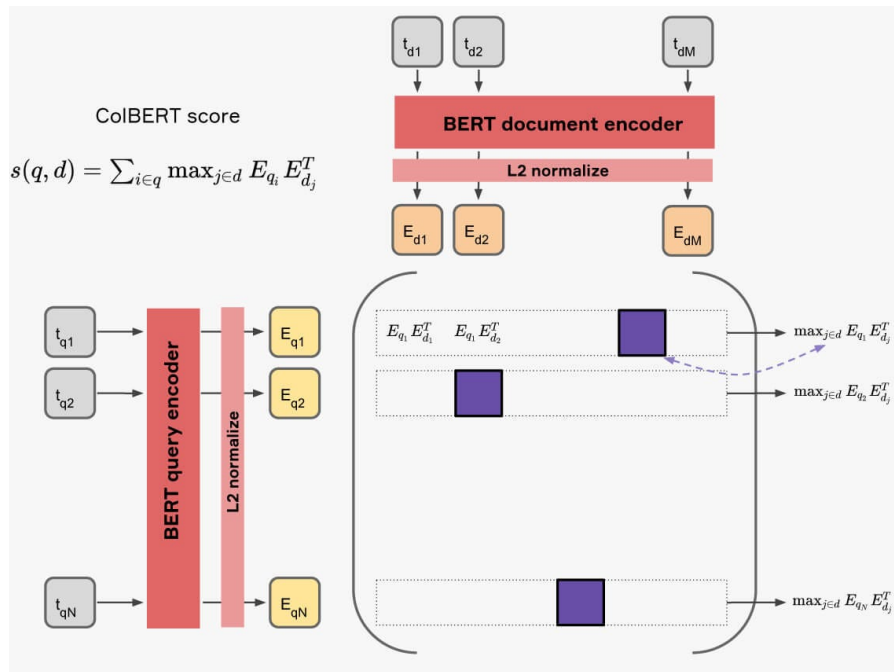 t_d1 t_d2 t_dM
ColBERT score
BERT document encoder
s(q, d) = ∑_{i∈q} max_{j∈d} E_{q_i} E_{d_j}^T
L2 normalize
E_d1 E_d2 E_dM
t_q1 E_q1 E_{q_1} E_{d_1}^T E_{q_1} E_{d_2}^T max_{j∈d} E_{q_1} E_{d_j}^T
t_q2 E_q2 max_{j∈d} E_{q_2} E_{d_j}^T
BERT query encoder
L2 normalize
t_qN E_qN max_{j∈d} E_{q_N} E_{d_j}^T